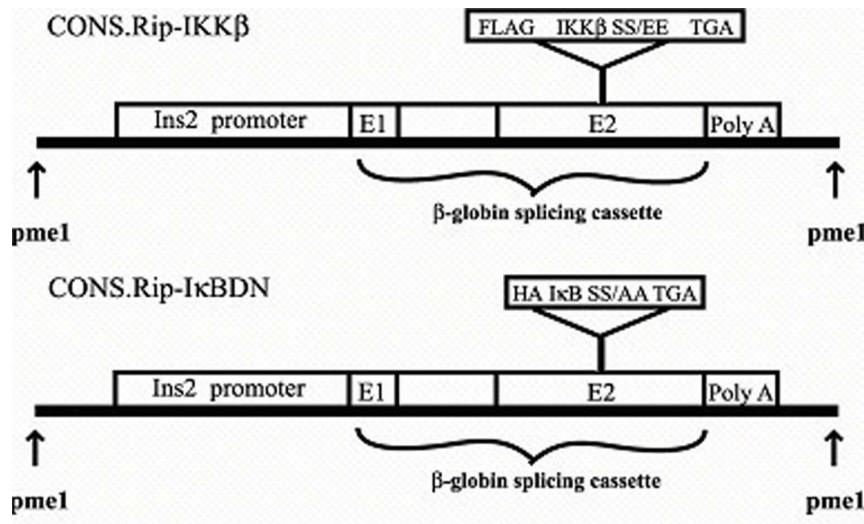 CONS.Rip-IKKβ
FLAG IKKβ SS/EE TGA
Ins2 promoter E1 E2 Poly A
β-globin splicing cassette
pme1 pme1
CONS.Rip-IκBDN
HA IκB SS/AA TGA
Ins2 promoter E1 E2 Poly A
β-globin splicing cassette
pme1 pme1